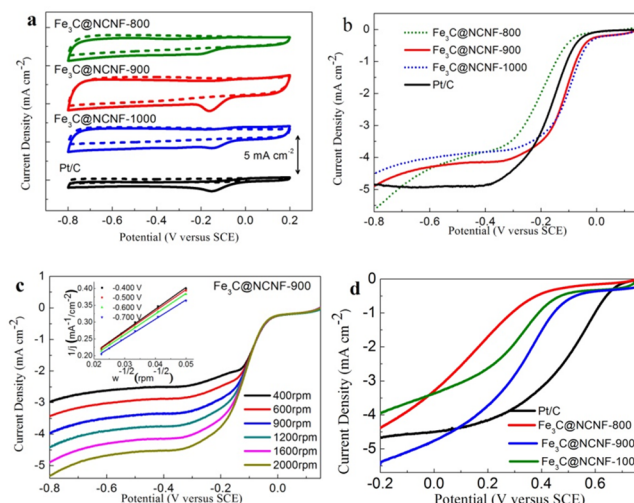 a
Fe3C@NCNF-800
Fe3C@NCNF-900
Fe3C@NCNF-1000
Pt/C
5 mA cm-2
Current Density (mA cm-2)
-0.8 -0.6 -0.4 -0.2 0.0 0.2
Potential (V versus SCE)
b
Fe3C@NCNF-800
Fe3C@NCNF-900
Fe3C@NCNF-1000
Pt/C
Current Density (mA cm-2)
0
-1
-2
-3
-4
-5
-6
-0.8 -0.4 0.0
Potential (V versus SCE)
c
Fe3C@NCNF-900
-0.400 V
-0.500 V
-0.600 V
-0.700 V
1/j (mA-1/cm-2)
0.40
0.35
0.30
0.25
0.20
0.02 0.03 0.04 0.05
w-1/2 (rpm-1/2)
400rpm
600rpm
900rpm
1200rpm
1600rpm
2000rpm
Current Density (mA cm-2)
2
1
0
-1
-2
-3
-4
-5
-0.8 -0.6 -0.4 -0.2 0.0
Potential (V versus SCE)
d
Pt/C
Fe3C@NCNF-800
Fe3C@NCNF-900
Fe3C@NCNF-100
Current Density (mA cm-2)
0
-1
-2
-3
-4
-5
-6
-0.2 0.0 0.2 0.4 0.6
Potential (V versus SCE)